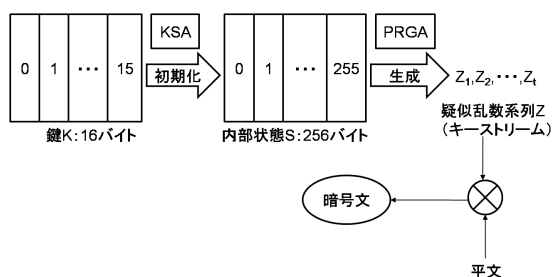 KSA
PRGA
0 1 ・・・ 15
初期化
0 1 ・・・ 255
生成
Z1,Z2,・・・,Zt
鍵K:16バイト
内部状態S:256バイト
疑似乱数系列Z
(キーストリーム)
暗号文
平文